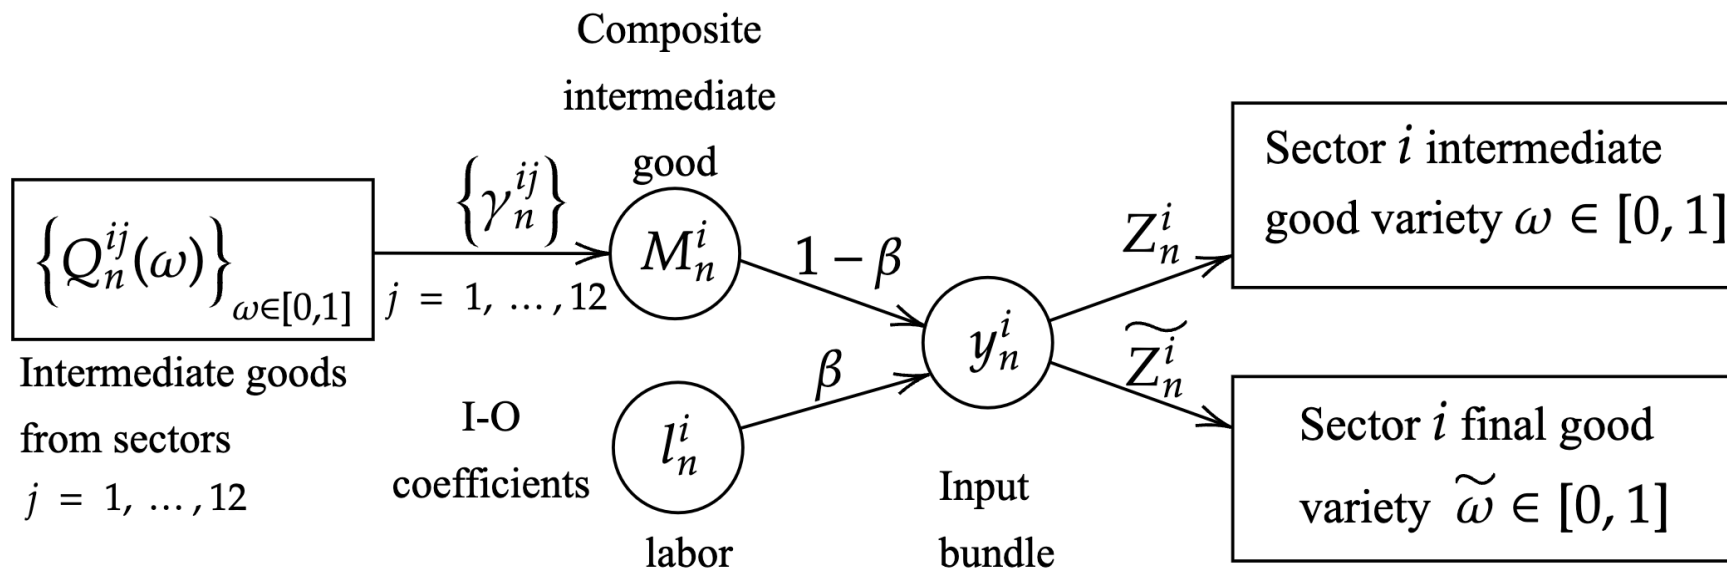 Composite
intermediate
good
{γ_n^{ij}}
{Q_n^{ij}(ω)}_{ω∈[0,1]}
j = 1, …, 12
M_n^i
1 − β
Z_n^i
Sector i intermediate
good variety ω ∈ [0, 1]
Intermediate goods
from sectors
j = 1, …, 12
I-O
coefficients
l_n^i
labor
β
y_n^i
Input
bundle
\widetilde{Z_n^i}
Sector i final good
variety \widetilde{ω} ∈ [0, 1]